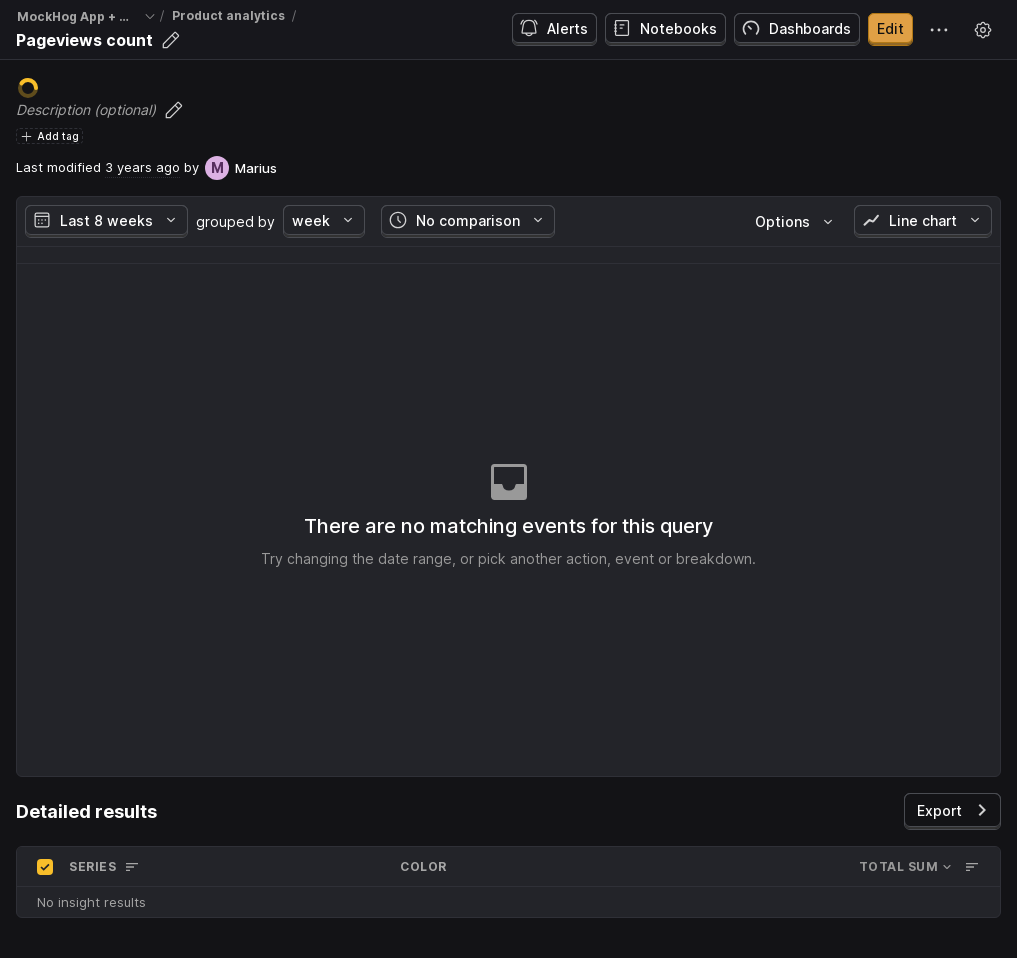 MockHog App + ... / Product analytics /
Pageviews count
Alerts Notebooks Dashboards Edit
Description (optional)
Add tag
Last modified 3 years ago by M Marius
Last 8 weeks grouped by week No comparison Options Line chart
There are no matching events for this query
Try changing the date range, or pick another action, event or breakdown.
Detailed results Export
SERIES COLOR TOTAL SUM
No insight results